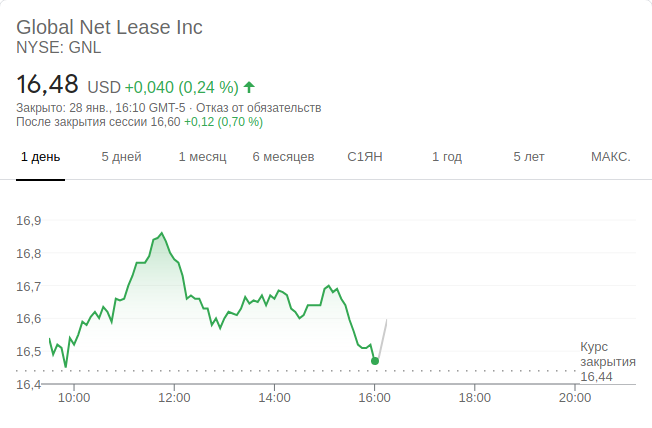 Global Net Lease Inc
NYSE: GNL
16,48 USD +0,040 (0,24 %)
Закрыто: 28 янв., 16:10 GMT-5 · Отказ от обязательств
После закрытия сессии 16,60 +0,12 (0,70 %)
1 день 5 дней 1 месяц 6 месяцев С1ЯН 1 год 5 лет МАКС.
16,9
16,8
16,7
16,6
16,5
16,4
Курс
закрытия
16,44
10:00 12:00 14:00 16:00 18:00 20:00